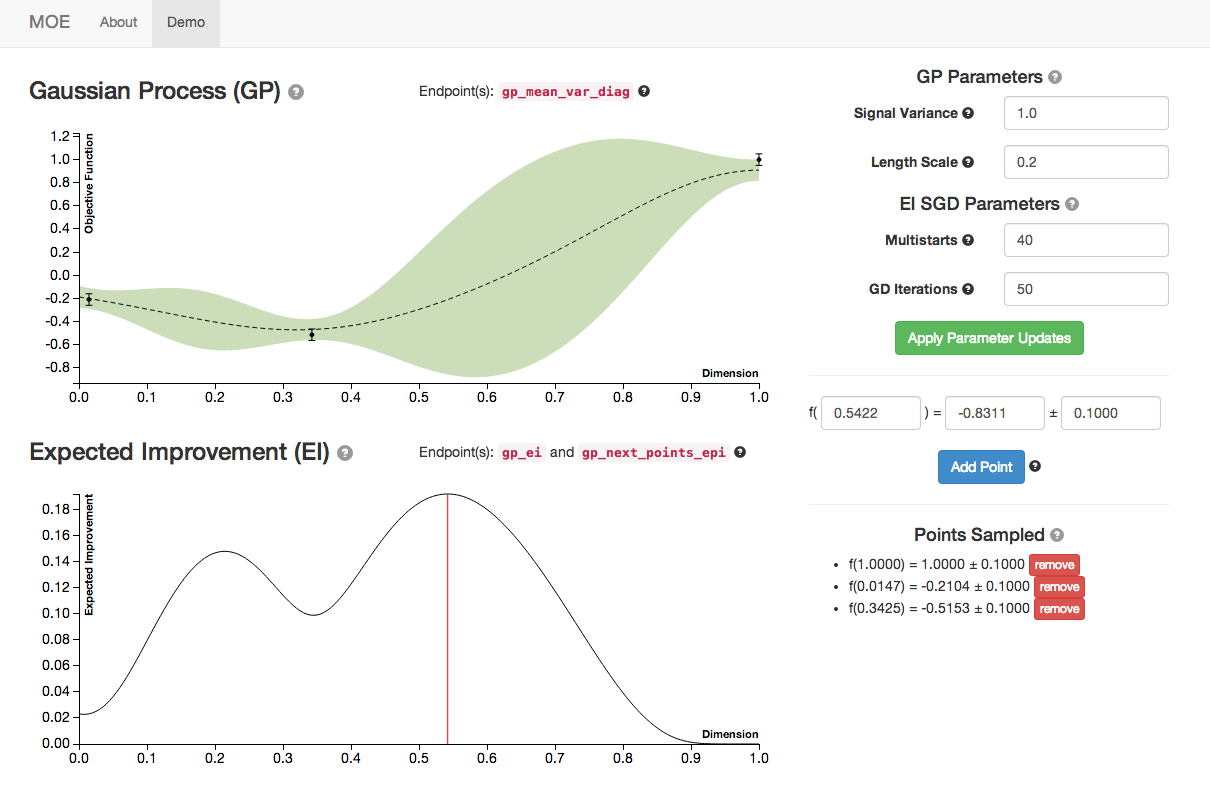 MOE About Demo
Gaussian Process (GP) ?
Endpoint(s): gp_mean_var_diag ?
Objective Function
1.2
1.0
0.8
0.6
0.4
0.2
0.0
-0.2
-0.4
-0.6
-0.8
Dimension
0.0 0.1 0.2 0.3 0.4 0.5 0.6 0.7 0.8 0.9 1.0
Expected Improvement (EI) ?
Endpoint(s): gp_ei and gp_next_points_epi ?
Expected Improvement
0.18
0.16
0.14
0.12
0.10
0.08
0.06
0.04
0.02
0.00
Dimension
0.0 0.1 0.2 0.3 0.4 0.5 0.6 0.7 0.8 0.9 1.0
GP Parameters ?
Signal Variance ? 1.0
Length Scale ? 0.2
EI SGD Parameters ?
Multistarts ? 40
GD Iterations ? 50
Apply Parameter Updates
f( 0.5422 ) = -0.8311 ± 0.1000
Add Point ?
Points Sampled ?
• f(1.0000) = 1.0000 ± 0.1000 remove
• f(0.0147) = -0.2104 ± 0.1000 remove
• f(0.3425) = -0.5153 ± 0.1000 remove